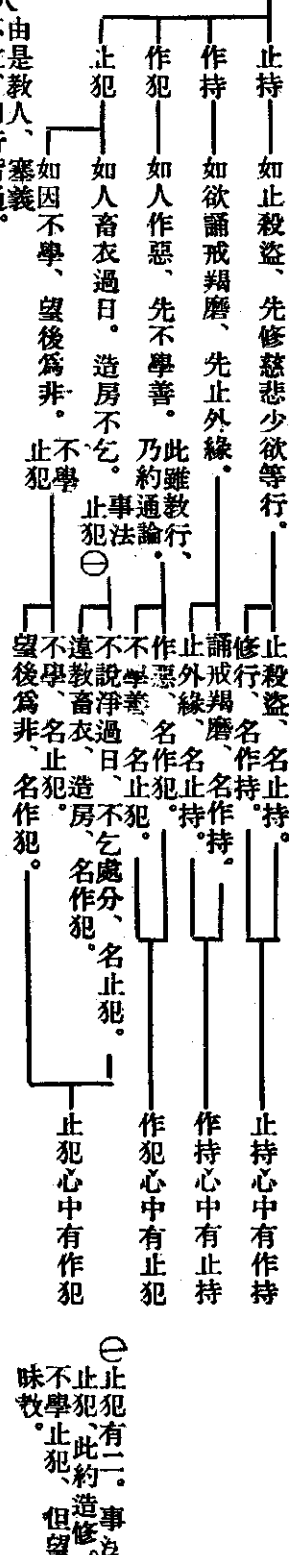 止持
如止殺盜、先修慈悲少欲等行。
止殺盜、名止持。
修行、名作持。
止持心中有作持
作持
如欲誦戒羯磨、先止外緣。
誦戒羯磨、名作持。
止外緣、名止持。
作持心中有止持
作犯
如人作惡、先不學善。
此雖教行、
乃約通論。
作惡、名作犯。
不學善、名止犯。
作犯心中有止犯
止犯
如人畜衣過日。造房不乞。
事法
止犯㊀
不說淨過日、不乞處分、名止犯。
違教畜衣、造房、名作犯。
如因不學、望後爲非。
不學
止犯
不學、名止犯。
望後爲非、名作犯。
止犯心中有作犯
由是教人、塞義
㊀止犯有二。事
止犯、此約造修。
不學止犯、但望
昧教。